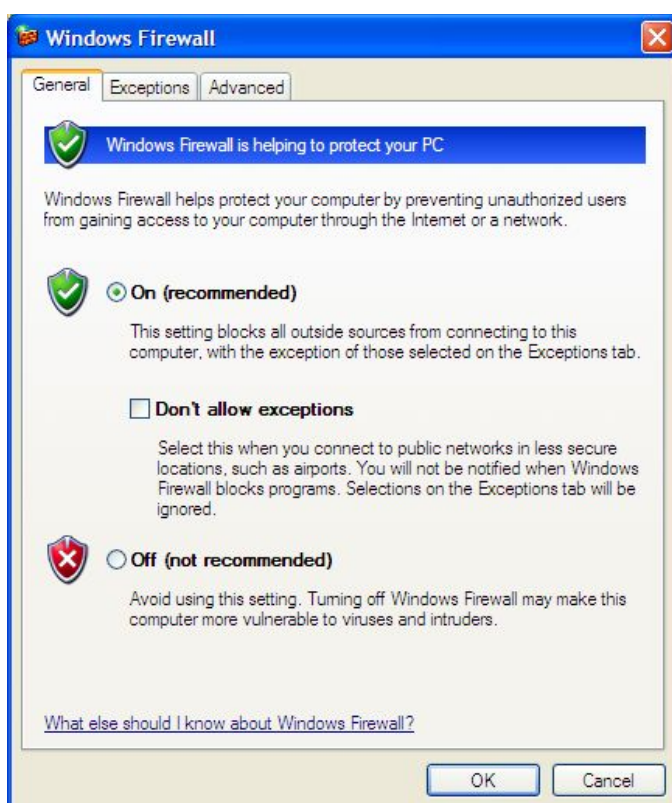 Windows Firewall
General Exceptions Advanced
Windows Firewall is helping to protect your PC
Windows Firewall helps protect your computer by preventing unauthorized users
from gaining access to your computer through the Internet or a network.
On (recommended)
This setting blocks all outside sources from connecting to this
computer, with the exception of those selected on the Exceptions tab.
Don't allow exceptions
Select this when you connect to public networks in less secure
locations, such as airports. You will not be notified when Windows
Firewall blocks programs. Selections on the Exceptions tab will be
ignored.
Off (not recommended)
Avoid using this setting. Turning off Windows Firewall may make this
computer more vulnerable to viruses and intruders.
What else should I know about Windows Firewall?
OK Cancel